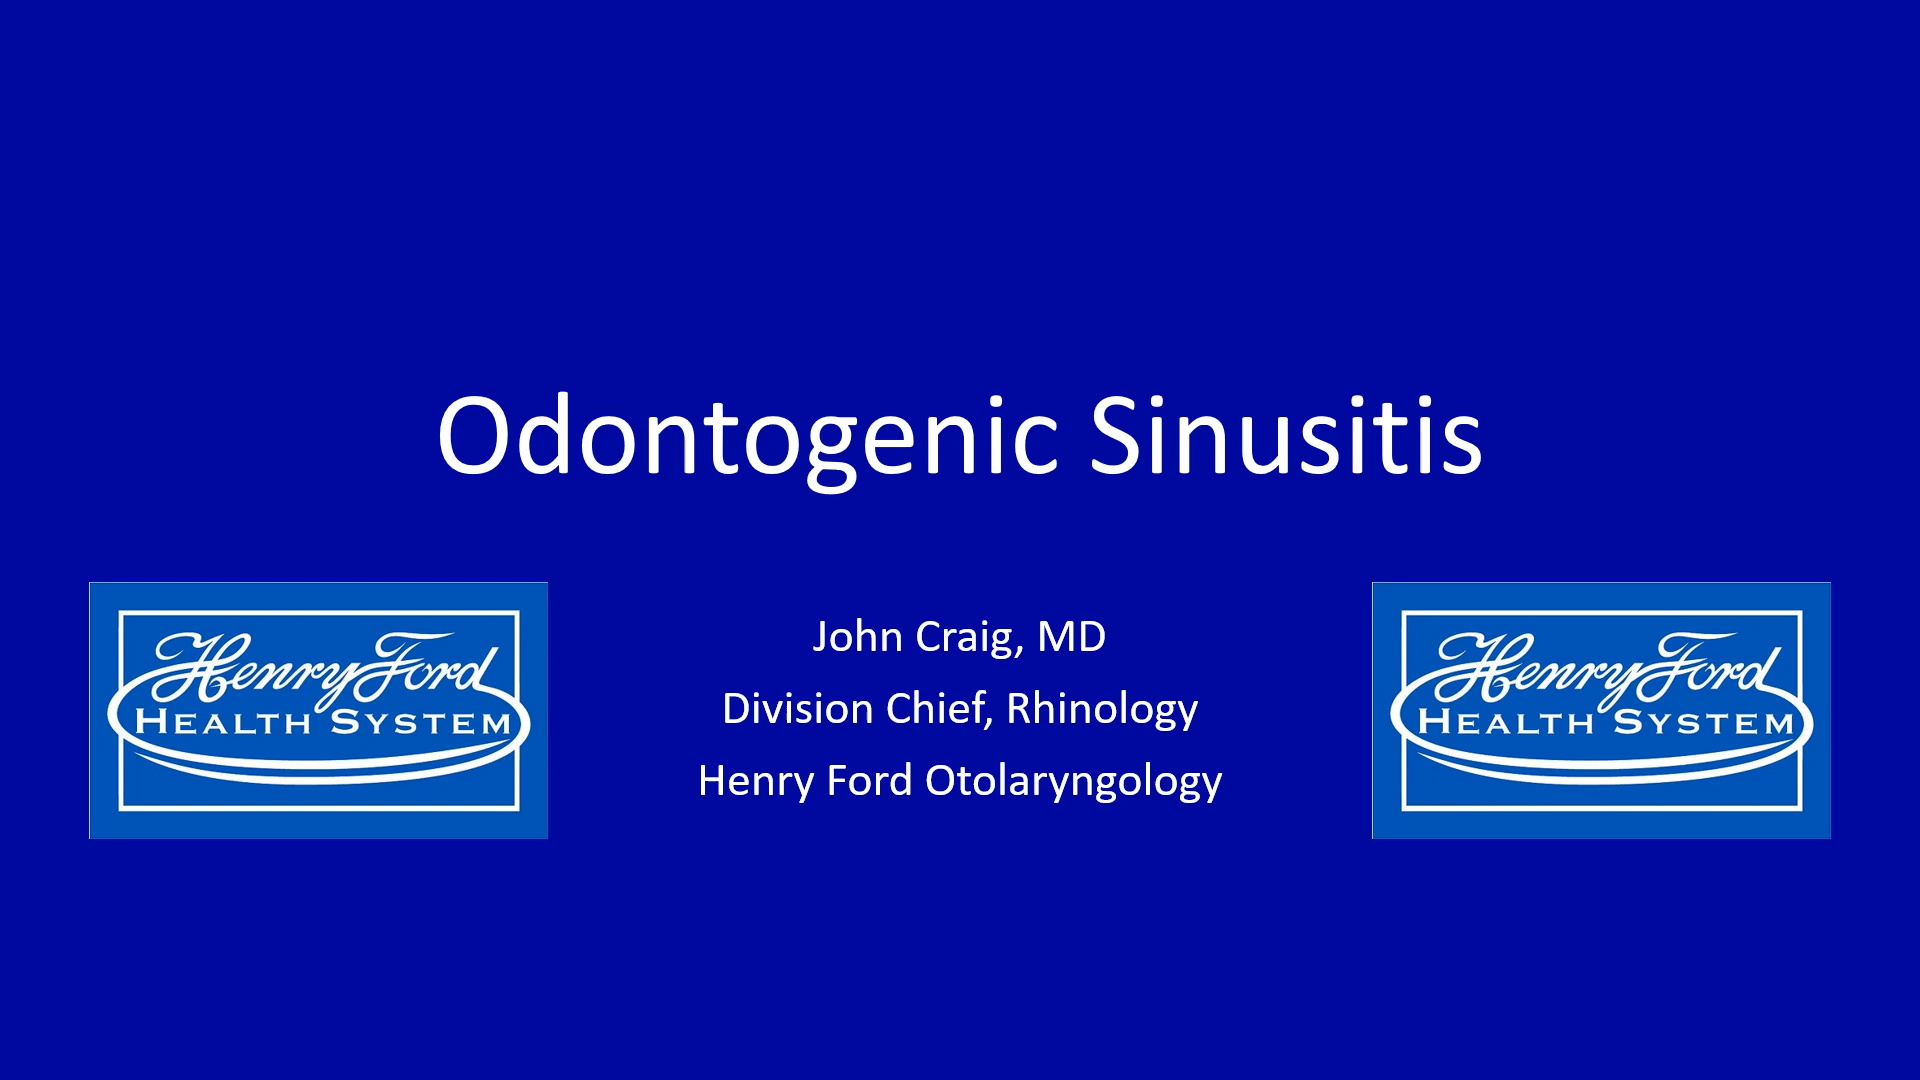 Odontogenic Sinusitis
Henry Ford
HEALTH SYSTEM
John Craig, MD
Division Chief, Rhinology
Henry Ford Otolaryngology
Henry Ford
HEALTH SYSTEM